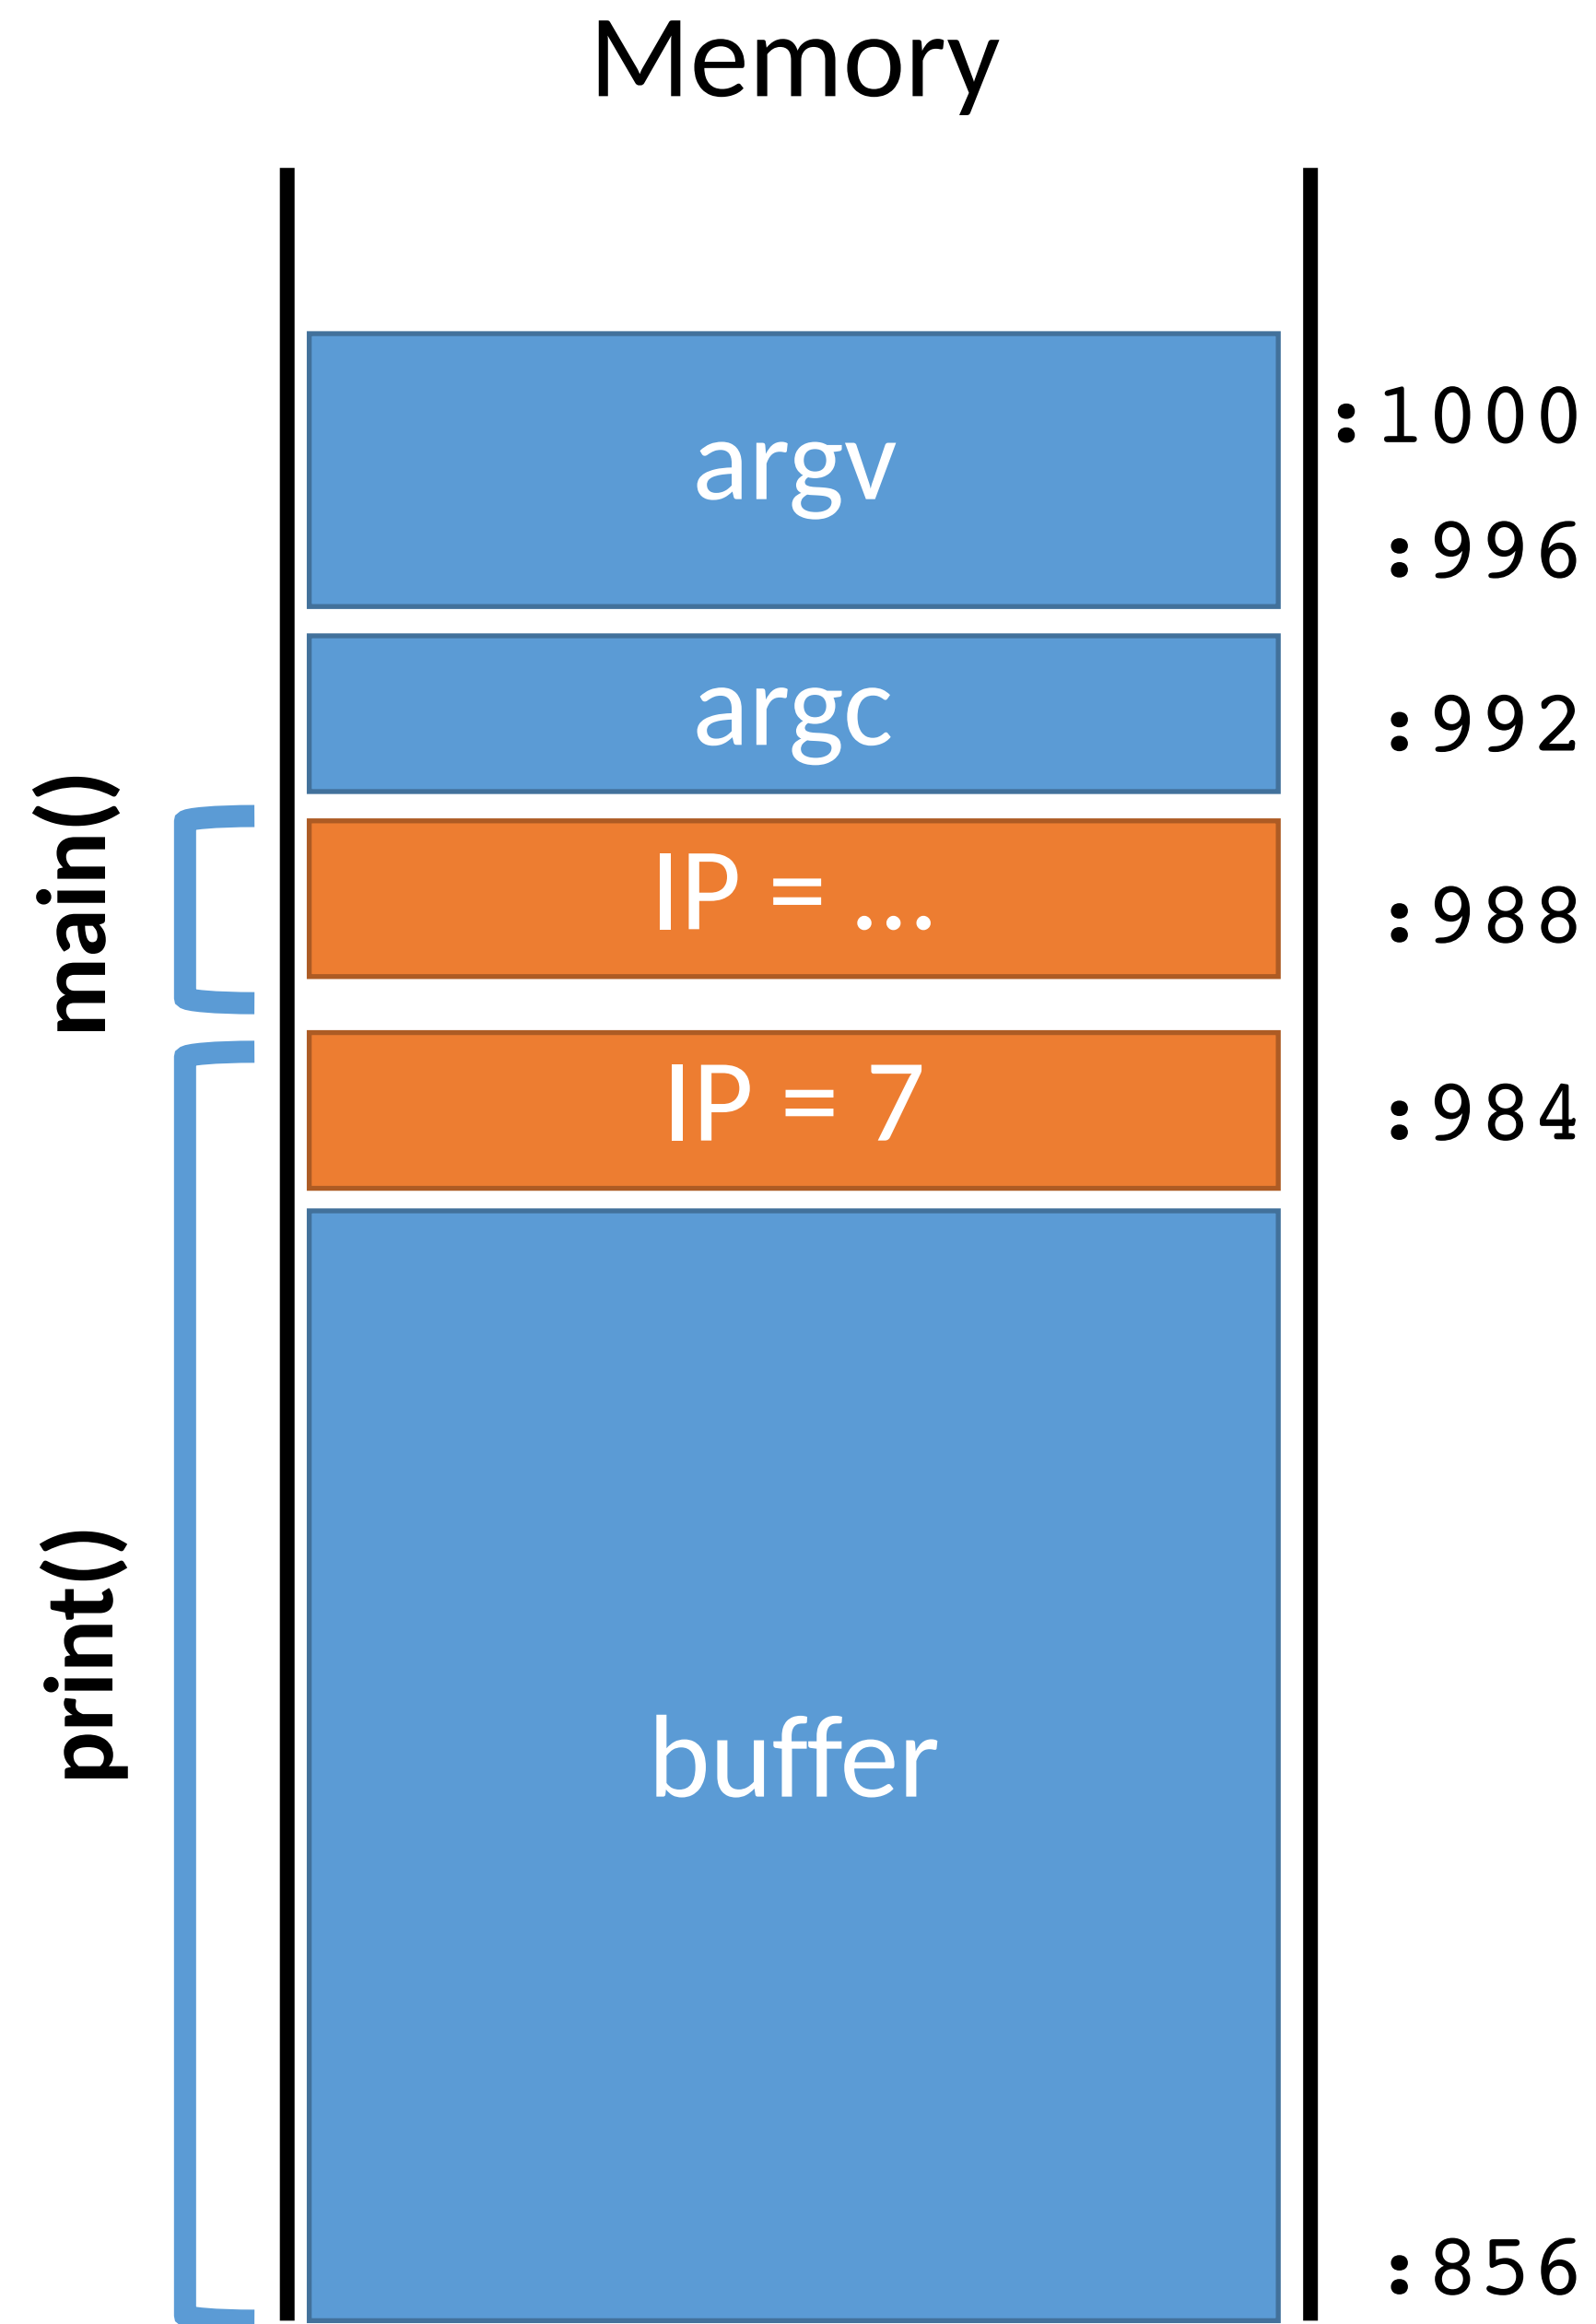 Memory
argv
:1000
:996
argc
:992
main()
IP = ...
:988
IP = 7
:984
print()
buffer
:856